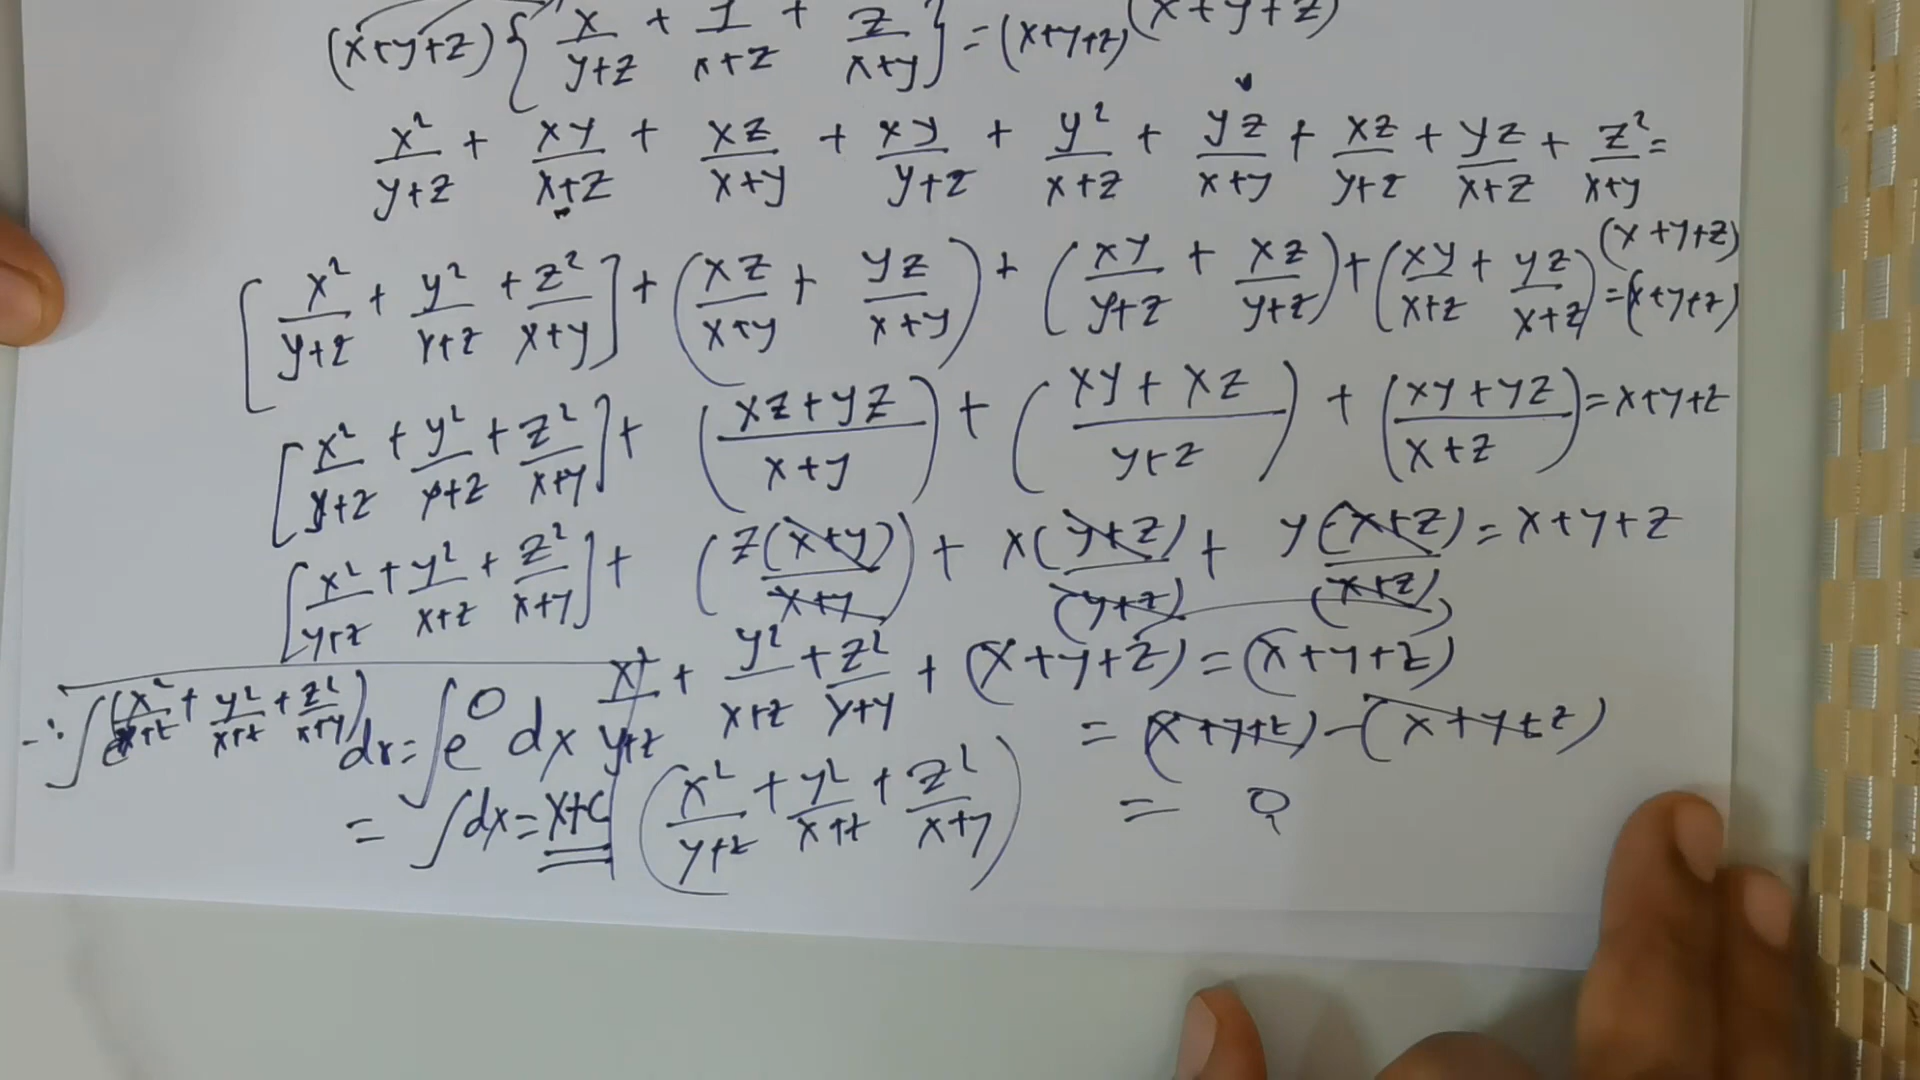 (x+y+z) { x/(y+z) + 1/(x+z) + z/(x+y) } = (x+y+z) (x+y+z)
x²/(y+z) + xy/(x+z) + xz/(x+y) + xy/(y+z) + y²/(x+z) + yz/(x+y) + xz/(y+z) + yz/(x+z) + z²/(x+y) =
(x+y+z)
[ x²/(y+z) + y²/(x+z) + z²/(x+y) ] + ( xz/(x+y) + yz/(x+y) ) + ( xy/(y+z) + xz/(y+z) ) + ( xy/(x+z) + yz/(x+z) ) = (x+y+z)
[ x²/(y+z) + y²/(x+z) + z²/(x+y) ] + ( (xz+yz)/(x+y) ) + ( (xy+xz)/(y+z) ) + ( (xy+yz)/(x+z) ) = x+y+z
[ x²/(y+z) + y²/(x+z) + z²/(x+y) ] + ( z(x+y)/(x+y) ) + x(y+z)/(y+z) + y(x+z)/(x+z) = x+y+z
x²/(y+z) + y²/(x+z) + z²/(x+y) + (x+y+z) = (x+y+z)
= (x+y+z) - (x+y+z)
( x²/(y+z) + y²/(x+z) + z²/(x+y) ) = 0
∴ ∫ e^( x²/(y+z) + y²/(x+z) + z²/(x+y) ) dx = ∫ e^0 dx
= ∫ dx = x+c